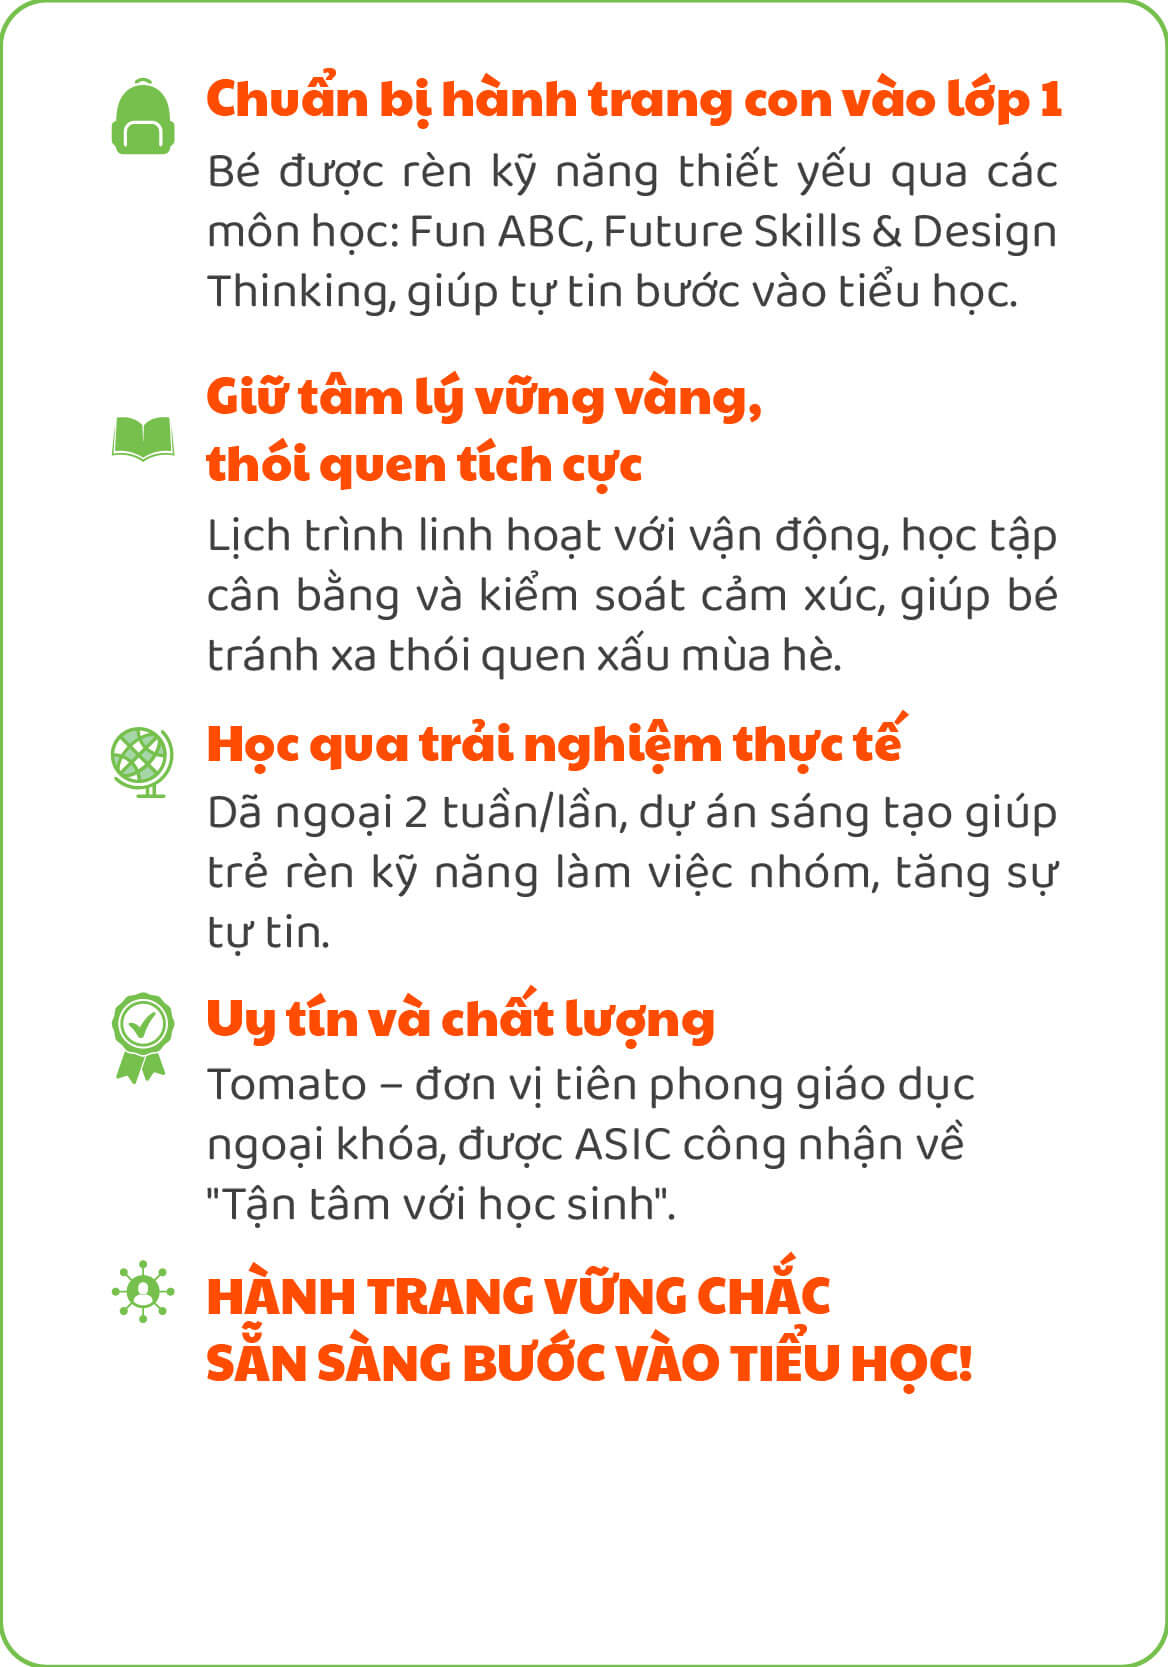 Chuẩn bị hành trang con vào lớp 1
Bé được rèn kỹ năng thiết yếu qua các
môn học: Fun ABC, Future Skills & Design
Thinking, giúp tự tin bước vào tiểu học.
Giữ tâm lý vững vàng,
thói quen tích cực
Lịch trình linh hoạt với vận động, học tập
cân bằng và kiểm soát cảm xúc, giúp bé
tránh xa thói quen xấu mùa hè.
Học qua trải nghiệm thực tế
Dã ngoại 2 tuần/lần, dự án sáng tạo giúp
trẻ rèn kỹ năng làm việc nhóm, tăng sự
tự tin.
Uy tín và chất lượng
Tomato – đơn vị tiên phong giáo dục
ngoại khóa, được ASIC công nhận về
"Tận tâm với học sinh".
HÀNH TRANG VỮNG CHẮC
SẴN SÀNG BƯỚC VÀO TIỂU HỌC!